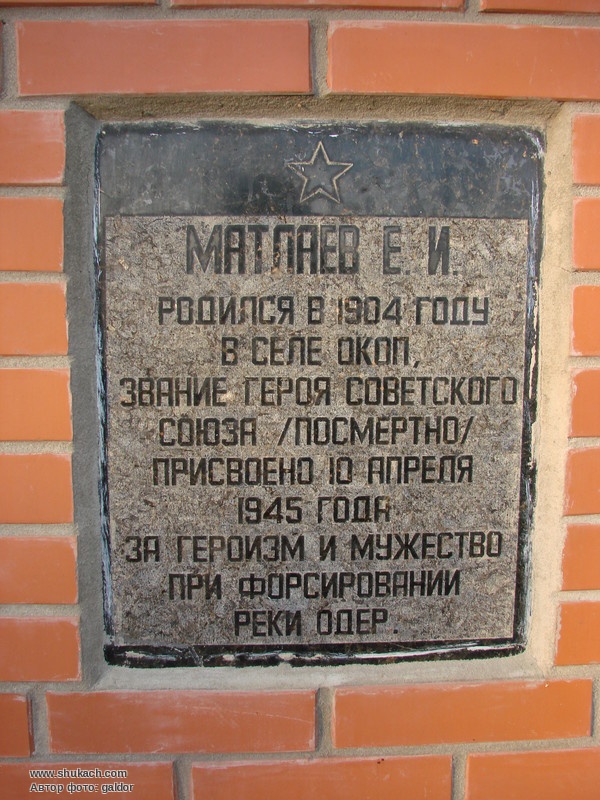 МАТЛАЕВ Е. И.
РОДИЛСЯ В 1904 ГОДУ
В СЕЛЕ ОКОП,
ЗВАНИЕ ГЕРОЯ СОВЕТСКОГО
СОЮЗА /ПОСМЕРТНО/
ПРИСВОЕНО 10 АПРЕЛЯ
1945 ГОДА
ЗА ГЕРОИЗМ И МУЖЕСТВО
ПРИ ФОРСИРОВАНИИ
РЕКИ ОДЕР.
www.shukach.com
Автор фото: galdor